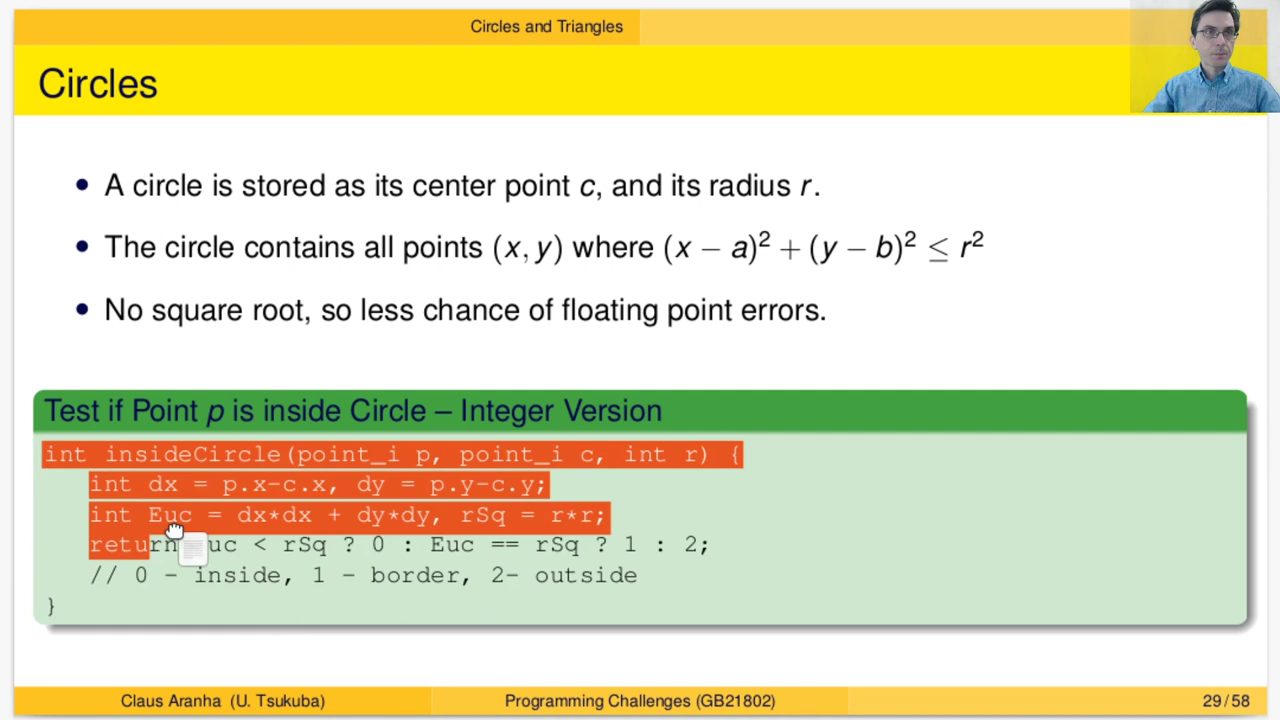 Circles and Triangles
Circles
• A circle is stored as its center point c, and its radius r.
• The circle contains all points (x, y) where (x − a)² + (y − b)² ≤ r²
• No square root, so less chance of floating point errors.
Test if Point p is inside Circle – Integer Version
int insideCircle(point_i p, point_i c, int r) {
int dx = p.x-c.x, dy = p.y-c.y;
int Euc = dx*dx + dy*dy, rSq = r*r;
return Euc < rSq ? 0 : Euc == rSq ? 1 : 2;
// 0 - inside, 1 - border, 2- outside
}
Claus Aranha (U. Tsukuba) Programming Challenges (GB21802) 29 / 58